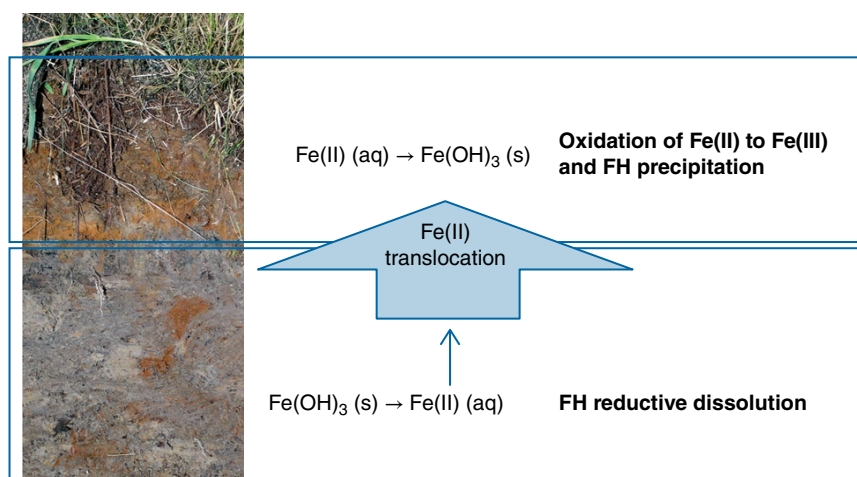 Fe(II) (aq) → Fe(OH)₃ (s)
Oxidation of Fe(II) to Fe(III)
and FH precipitation
Fe(II)
translocation
Fe(OH)₃ (s) → Fe(II) (aq)
FH reductive dissolution